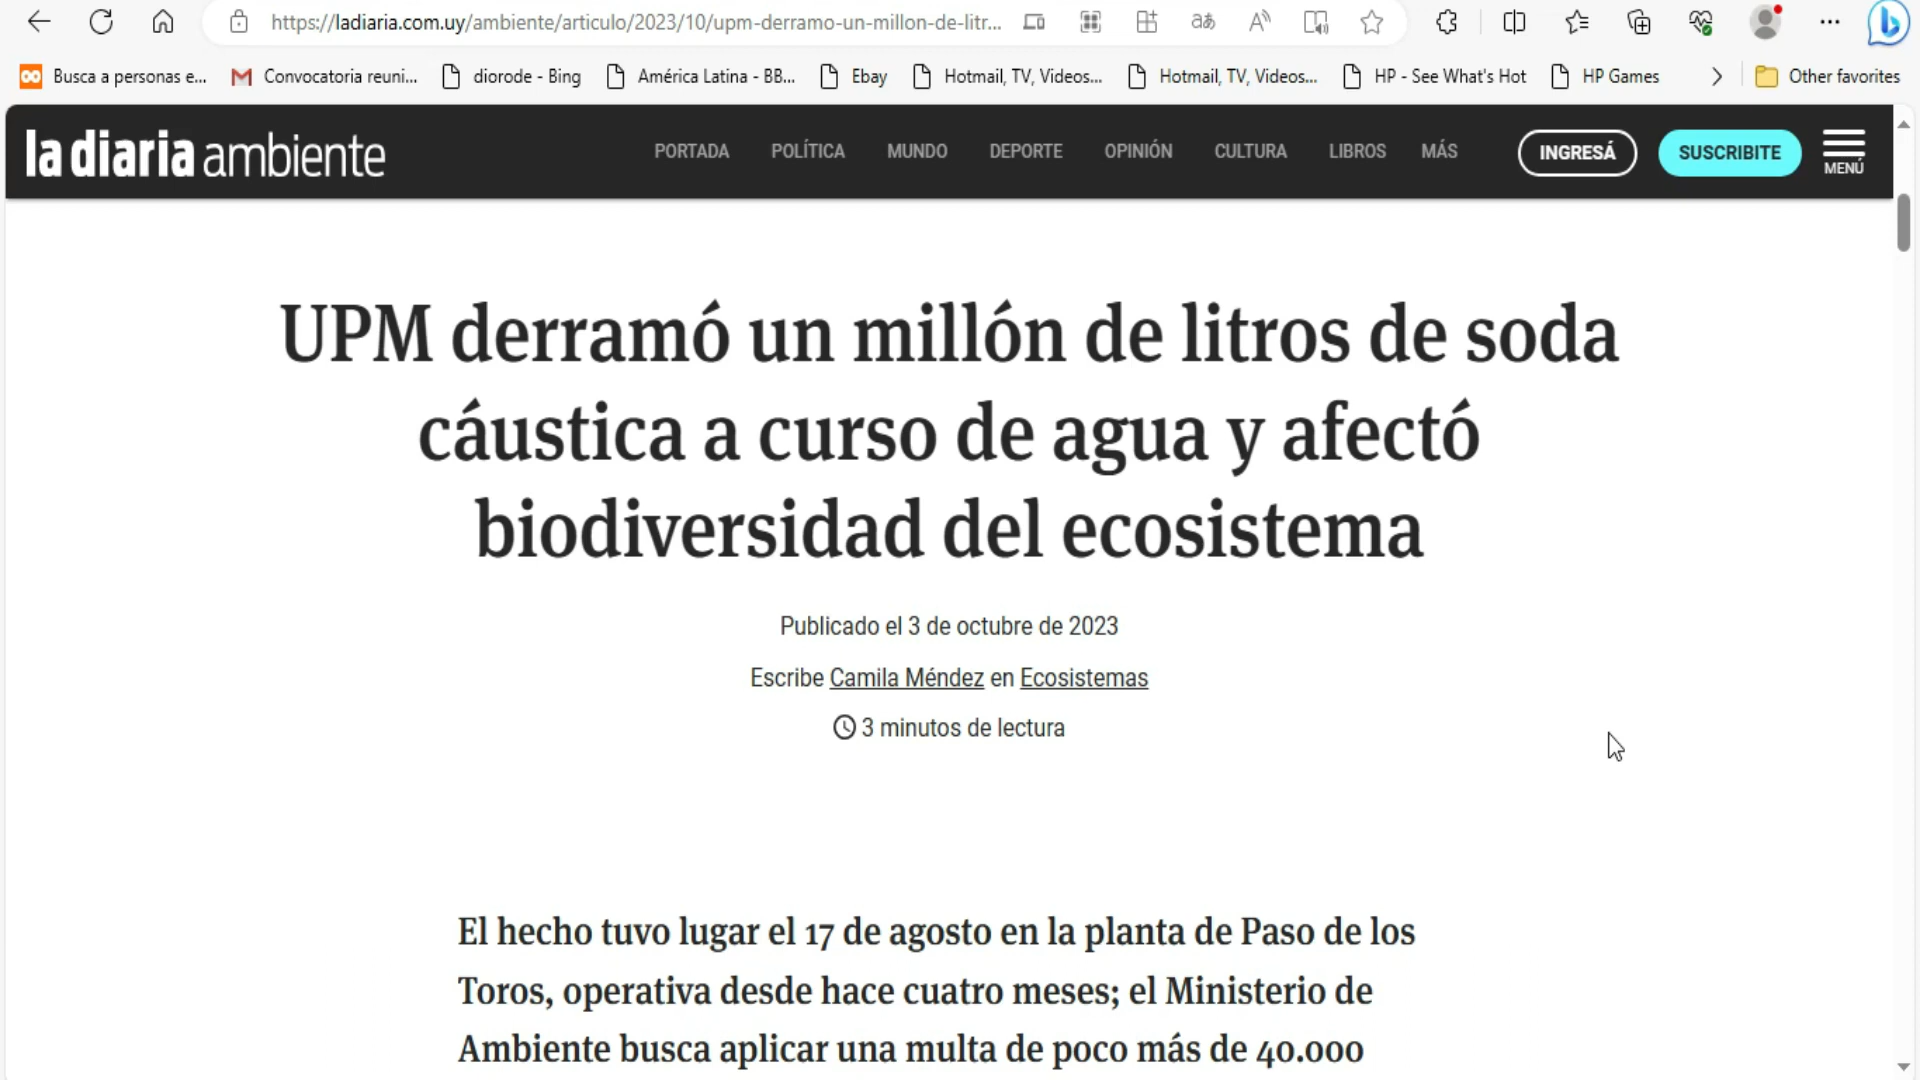 https://ladiaria.com.uy/ambiente/articulo/2023/10/upm-derramo-un-millon-de-litr...
Busca a personas e... Convocatoria reuni... diorode - Bing América Latina - BB... Ebay Hotmail, TV, Videos... Hotmail, TV, Videos... HP - See What's Hot HP Games Other favorites
la diaria ambiente PORTADA POLÍTICA MUNDO DEPORTE OPINIÓN CULTURA LIBROS MÁS INGRESÁ SUSCRIBITE MENÚ
UPM derramó un millón de litros de soda
cáustica a curso de agua y afectó
biodiversidad del ecosistema
Publicado el 3 de octubre de 2023
Escribe Camila Méndez en Ecosistemas
3 minutos de lectura
El hecho tuvo lugar el 17 de agosto en la planta de Paso de los
Toros, operativa desde hace cuatro meses; el Ministerio de
Ambiente busca aplicar una multa de poco más de 40.000